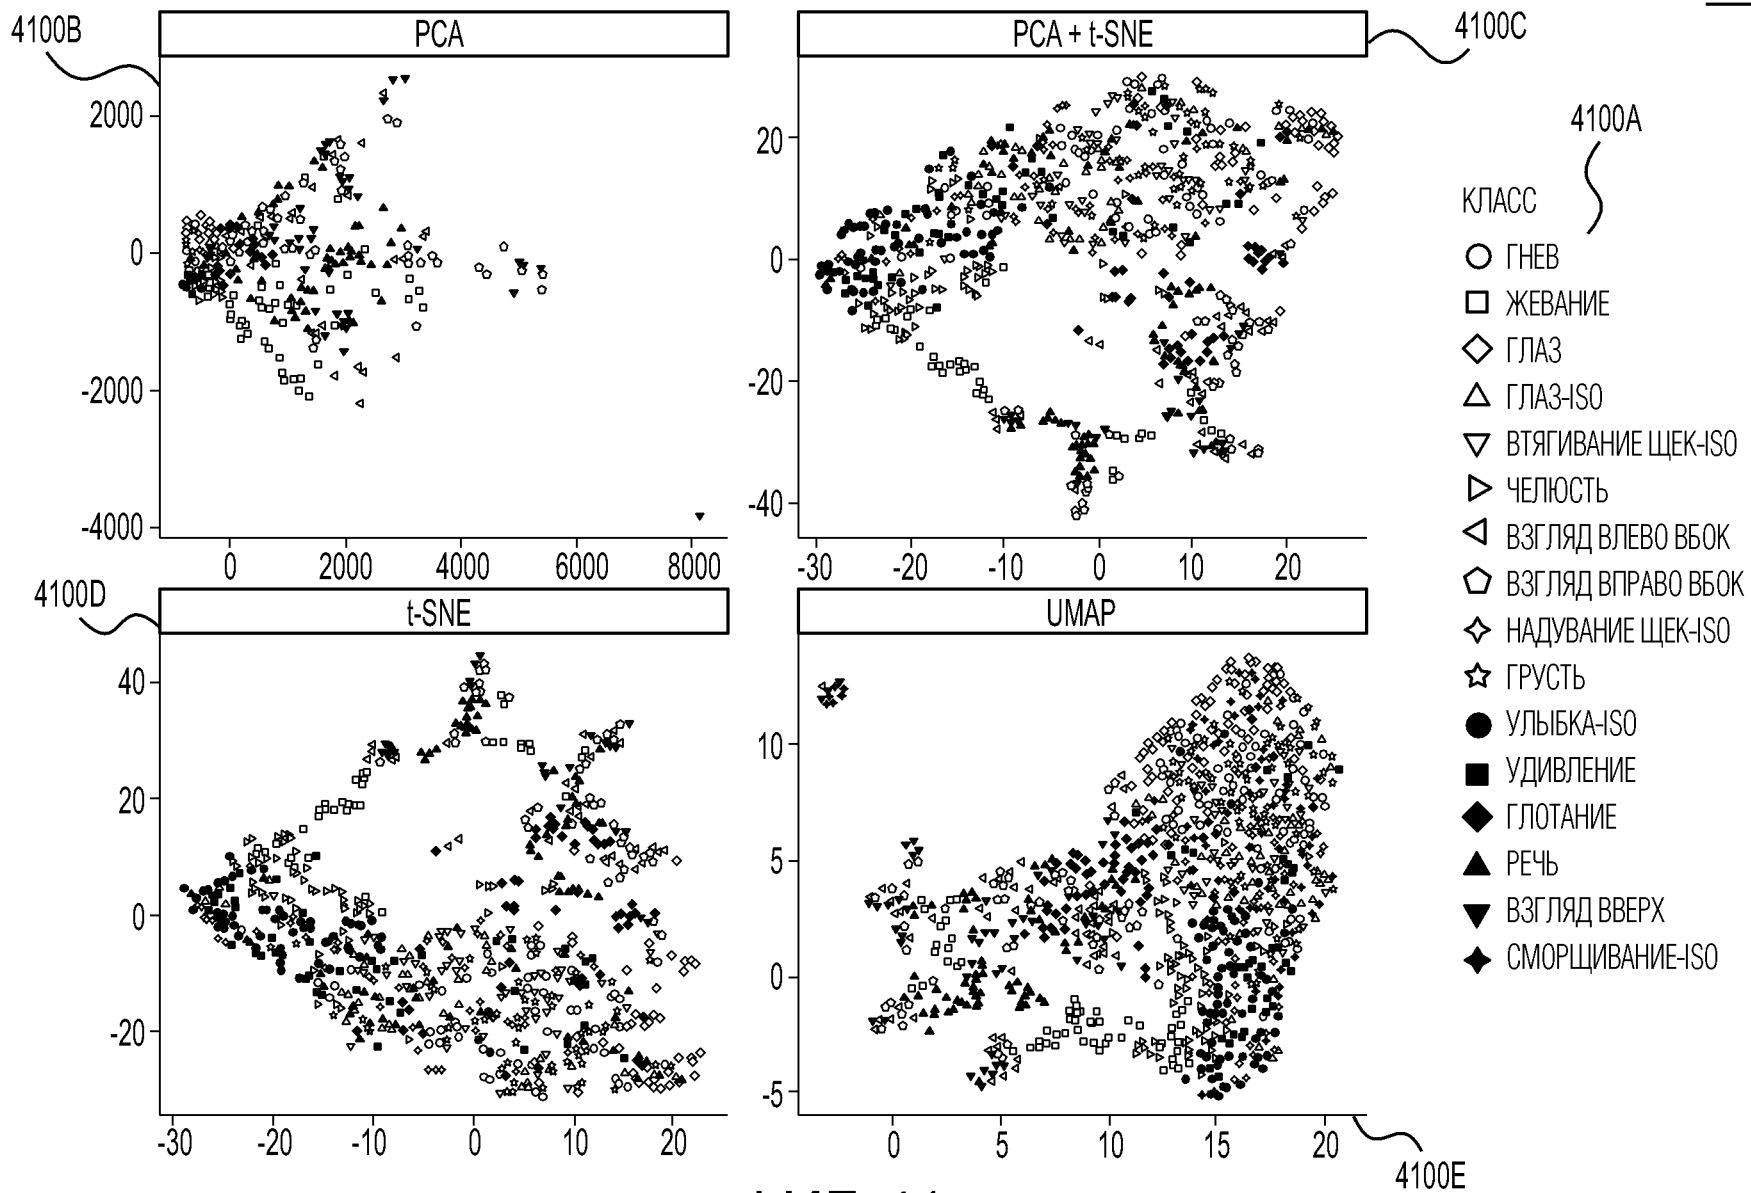 4100B
PCA
PCA + t-SNE
4100C
4100A
2000
0
-2000
-4000
0
2000
4000
6000
8000
20
0
-20
-40
-30
-20
-10
0
10
20
КЛАСС
ГНЕВ
ЖЕВАНИЕ
ГЛАЗ
ГЛАЗ-ISO
ВТЯГИВАНИЕ ЩЕК-ISO
ЧЕЛЮСТЬ
ВЗГЛЯД ВЛЕВО ВБОК
ВЗГЛЯД ВПРАВО ВБОК
НАДУВАНИЕ ЩЕК-ISO
ГРУСТЬ
УЛЫБКА-ISO
УДИВЛЕНИЕ
ГЛОТАНИЕ
РЕЧЬ
ВЗГЛЯД ВВЕРХ
СМОРЩИВАНИЕ-ISO
4100D
t-SNE
UMAP
40
20
0
-20
-30
-20
-10
0
10
20
10
5
0
-5
0
5
10
15
20
4100E